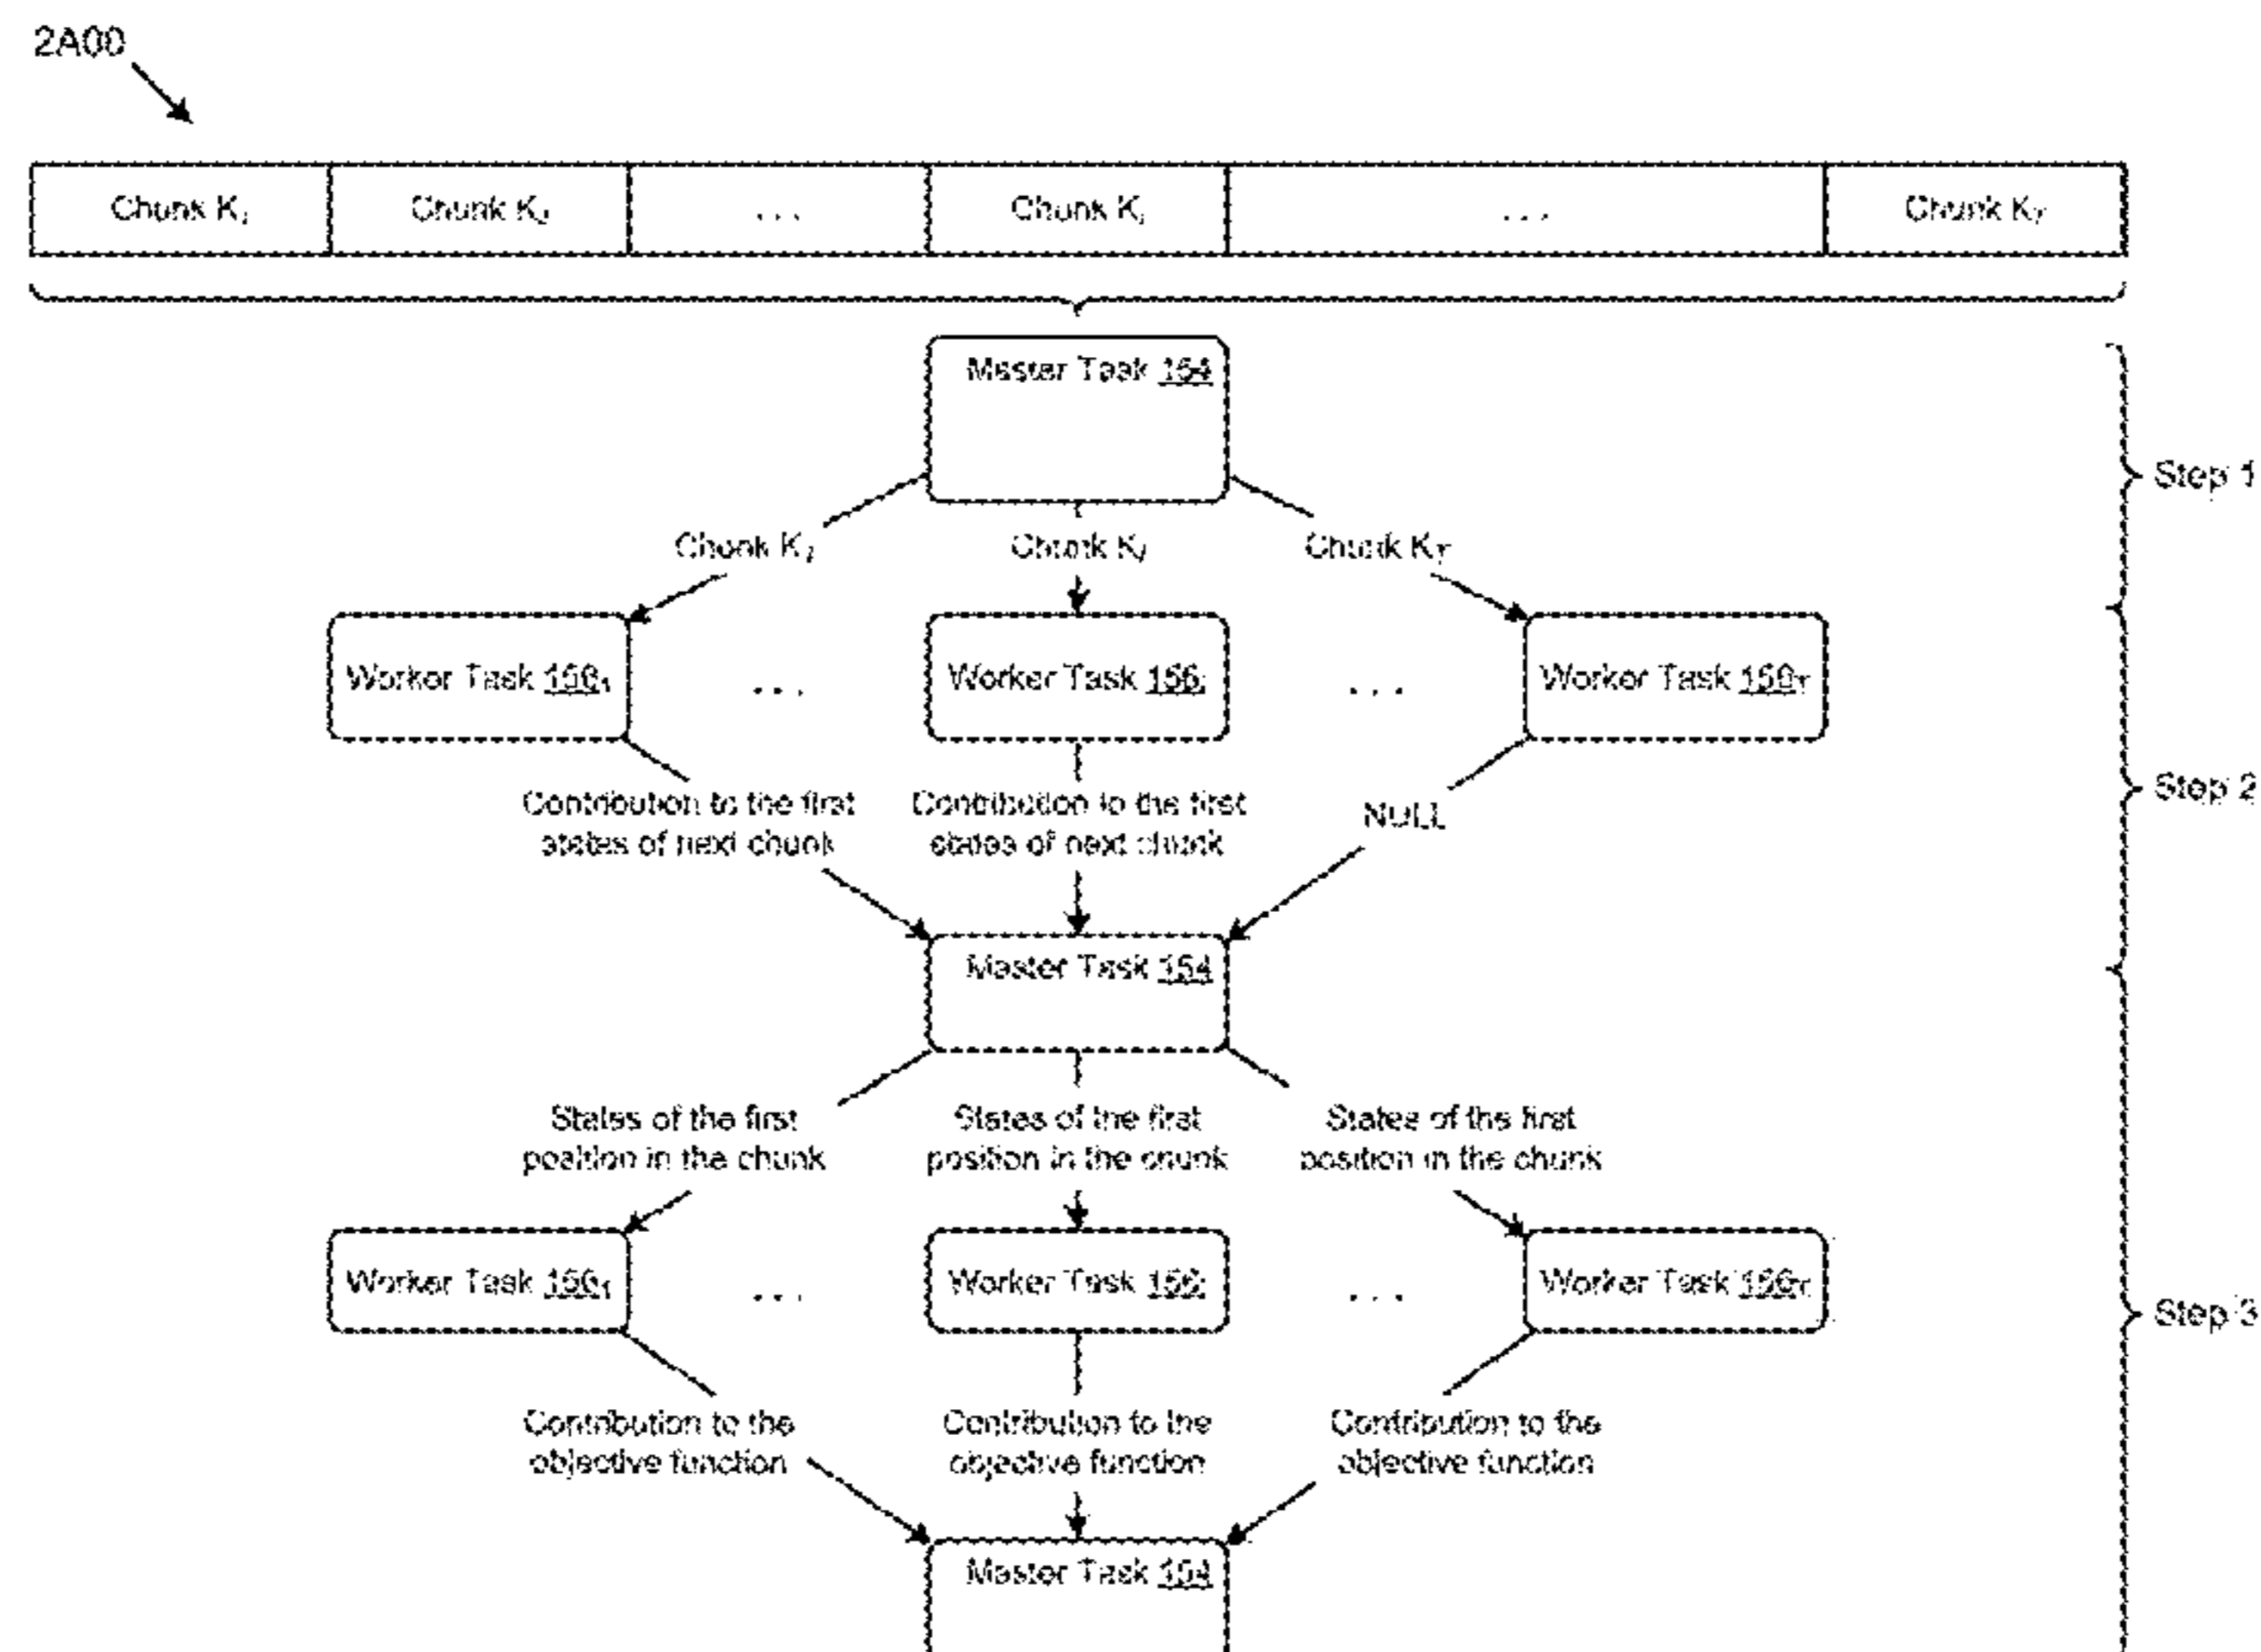 2A00
Chunk K₁ Chunk K₂ ... Chunk Kᵢ ... Chunk K_T
Master Task 154
Step 1
Chunk K₁ Chunk Kᵢ Chunk K_T
Worker Task 156₁ ... Worker Task 156ᵢ ... Worker Task 156_T
Step 2
Contribution to the first Contribution to the first
states of next chunk states of next chunk
NULL
Master Task 154
States of the first States of the first States of the first
position in the chunk position in the chunk position in the chunk
Worker Task 156₁ ... Worker Task 156ᵢ ... Worker Task 156_T
Step 3
Contribution to the Contribution to the Contribution to the
objective function objective function objective function
Master Task 154